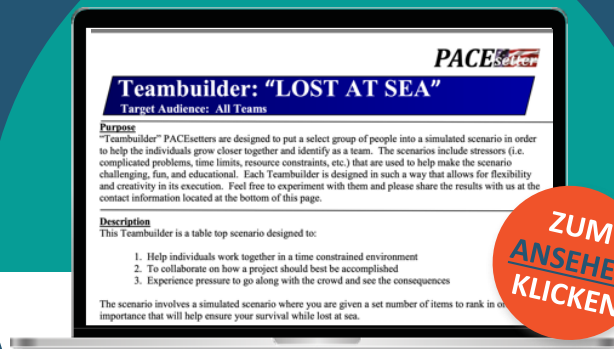 PACEsetter
Teambuilder: “LOST AT SEA”
Target Audience: All Teams
Purpose
“Teambuilder” PACEsetters are designed to put a select group of people into a simulated scenario in order
to help the individuals grow closer together and identify as a team. The scenarios include stressors (i.e.
complicated problems, time limits, resource constraints, etc.) that are used to help make the scenario
challenging, fun, and educational. Each Teambuilder is designed in such a way that allows for flexibility
and creativity in its execution. Feel free to experiment with them and please share the results with us at the
contact information located at the bottom of this page.
Description
This Teambuilder is a table top scenario designed to:
1. Help individuals work together in a time constrained environment
2. To collaborate on how a project should best be accomplished
3. Experience pressure to go along with the crowd and see the consequences
The scenario involves a simulated scenario where you are given a set number of items to rank in
importance that will help ensure your survival while lost at sea.
ZUM
ANSEHE
KLICKEN